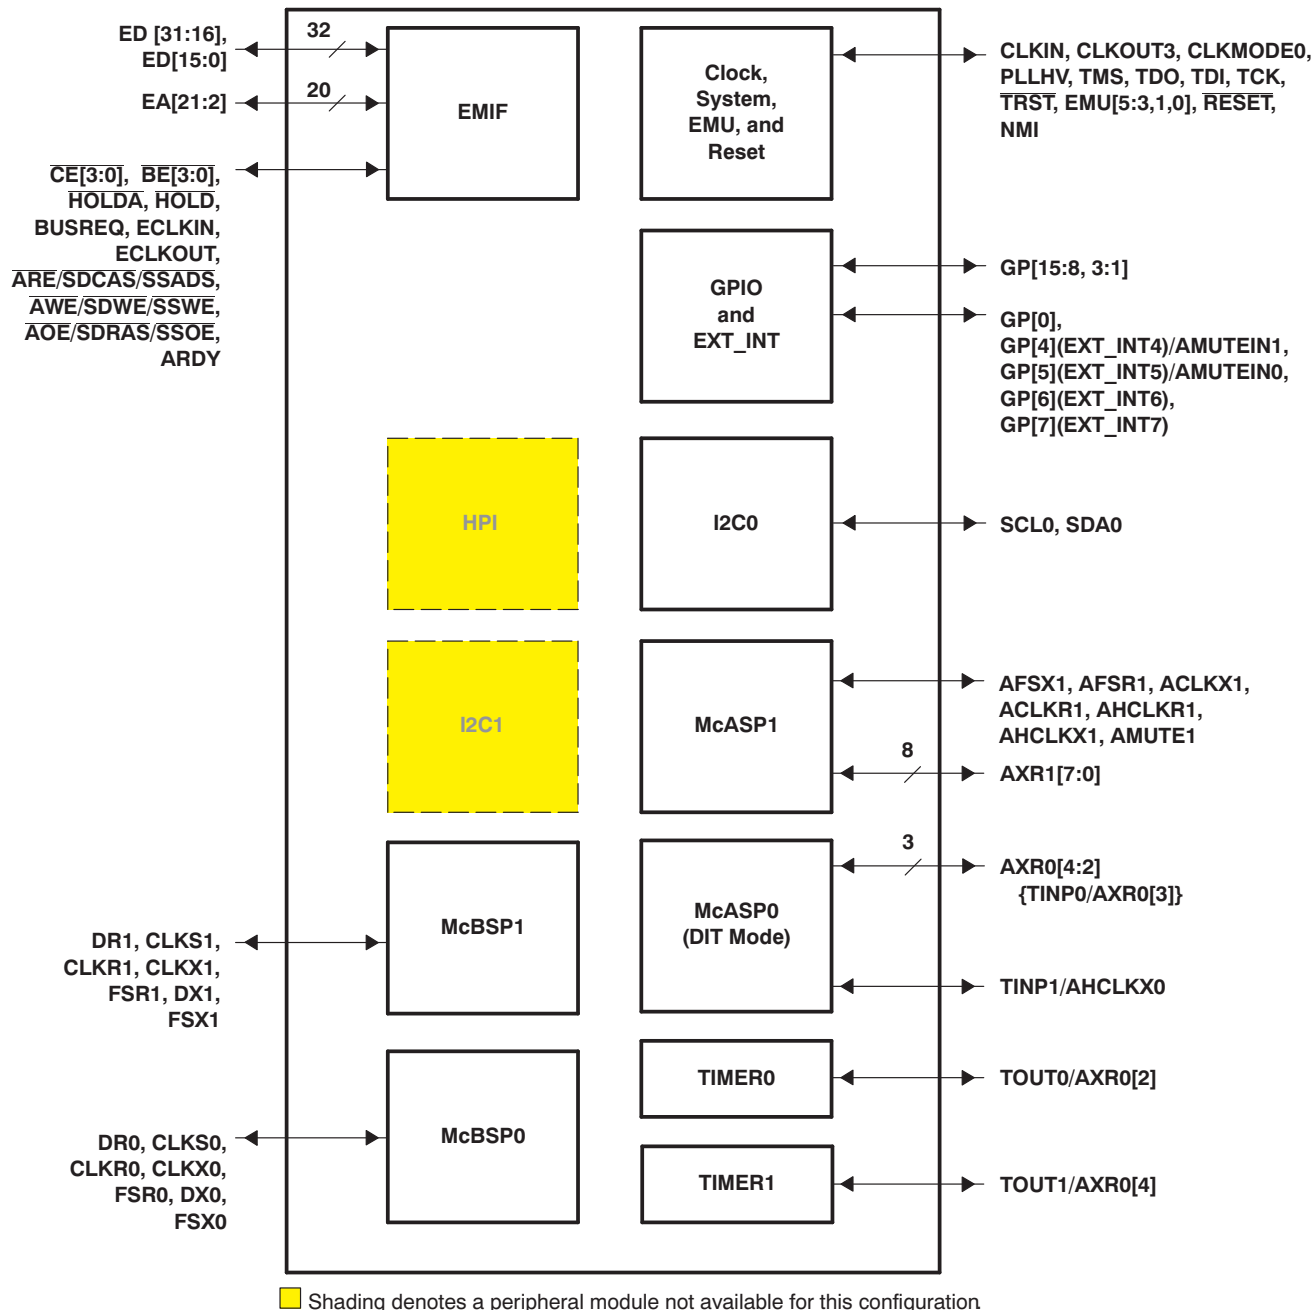 ED [31:16],
ED[15:0]
32
EA[21:2]
20
EMIF
CE[3:0], BE[3:0],
HOLDA, HOLD,
BUSREQ, ECLKIN,
ECLKOUT,
ARE/SDCAS/SSADS,
AWE/SDWE/SSWE,
AOE/SDRAS/SSOE,
ARDY
Clock,
System,
EMU, and
Reset
CLKIN, CLKOUT3, CLKMODE0,
PLLHV, TMS, TDO, TDI, TCK,
TRST, EMU[5:3,1,0], RESET,
NMI
GPIO
and
EXT_INT
GP[15:8, 3:1]
GP[0],
GP[4](EXT_INT4)/AMUTEIN1,
GP[5](EXT_INT5)/AMUTEIN0,
GP[6](EXT_INT6),
GP[7](EXT_INT7)
HPI
I2C0
SCL0, SDA0
I2C1
McASP1
AFSX1, AFSR1, ACLKX1,
ACLKR1, AHCLKR1,
AHCLKX1, AMUTE1
8
AXR1[7:0]
McBSP1
DR1, CLKS1,
CLKR1, CLKX1,
FSR1, DX1,
FSX1
McASP0
(DIT Mode)
3
AXR0[4:2]
{TINP0/AXR0[3]}
TINP1/AHCLKX0
McBSP0
DR0, CLKS0,
CLKR0, CLKX0,
FSR0, DX0,
FSX0
TIMER0
TOUT0/AXR0[2]
TIMER1
TOUT1/AXR0[4]
Shading denotes a peripheral module not available for this configuration.